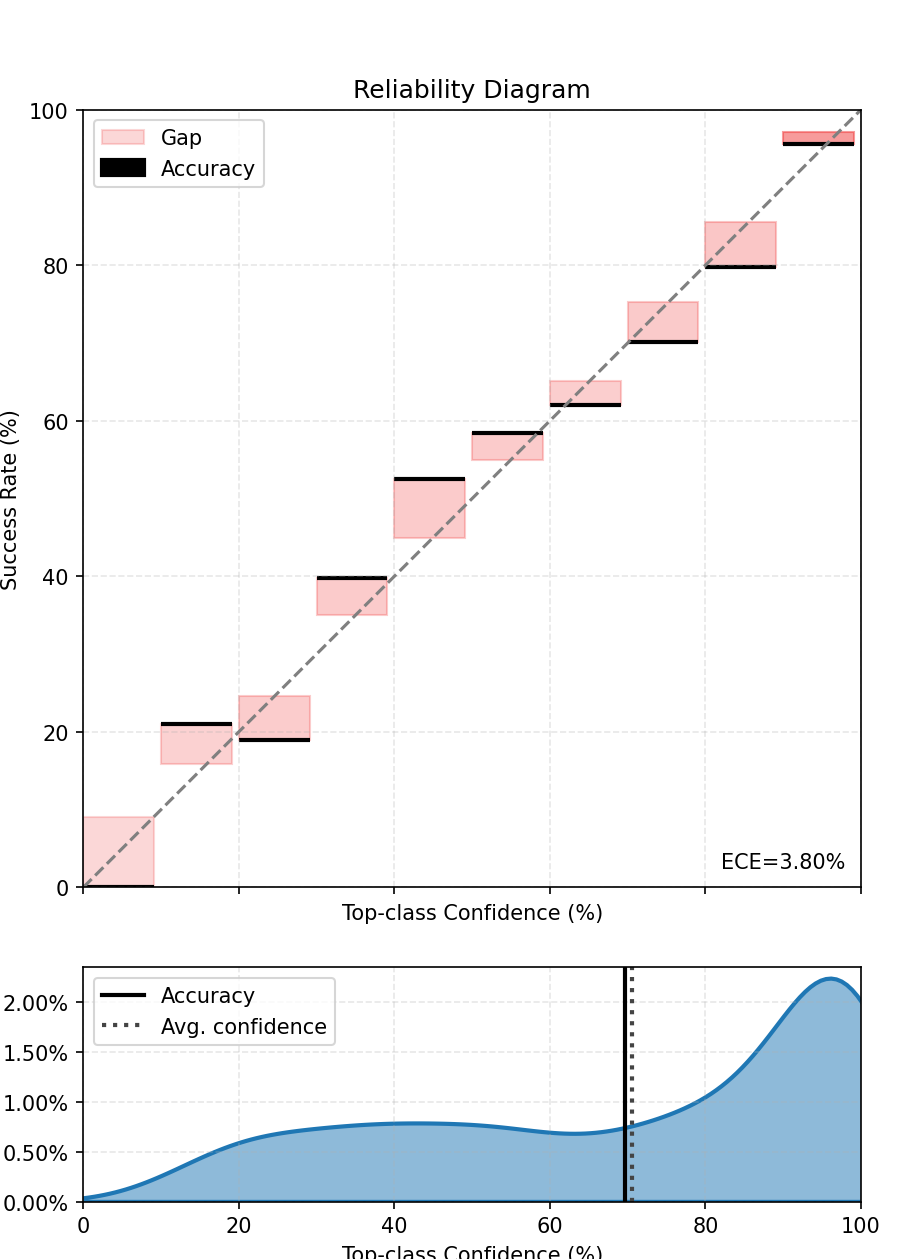 Reliability Diagram
100
80
60
40
20
0
Success Rate (%)
Gap
Accuracy
ECE=3.80%
Top-class Confidence (%)
2.00%
1.50%
1.00%
0.50%
0.00%
Accuracy
Avg. confidence
0 20 40 60 80 100
Top-class Confidence (%)